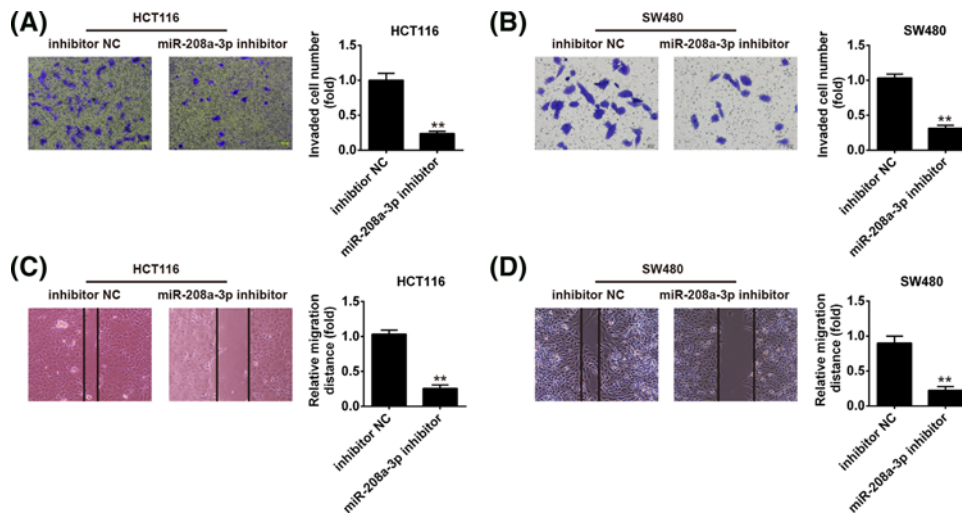 (A)
HCT116
inhibitor NC
miR-208a-3p inhibitor
HCT116
Invaded cell number
(fold)
1.5
1.0
0.5
0.0
**
inhibtior NC
miR-208a-3p inhibitor
(B)
SW480
inhibitor NC
miR-208a-3p inhibitor
SW480
Invaded cell number
(fold)
1.5
1.0
0.5
0.0
**
inhibitor NC
miR-208a-3p inhibitor
(C)
HCT116
inhibitor NC
miR-208a-3p inhibitor
HCT116
Relative migration
distance (fold)
1.5
1.0
0.5
0.0
**
inhibitor NC
miR-208a-3p inhibitor
(D)
SW480
inhibitor NC
miR-208a-3p inhibitor
SW480
Relative migration
distance (fold)
1.5
1.0
0.5
0.0
**
inhibitor NC
miR-208a-3p inhibitor